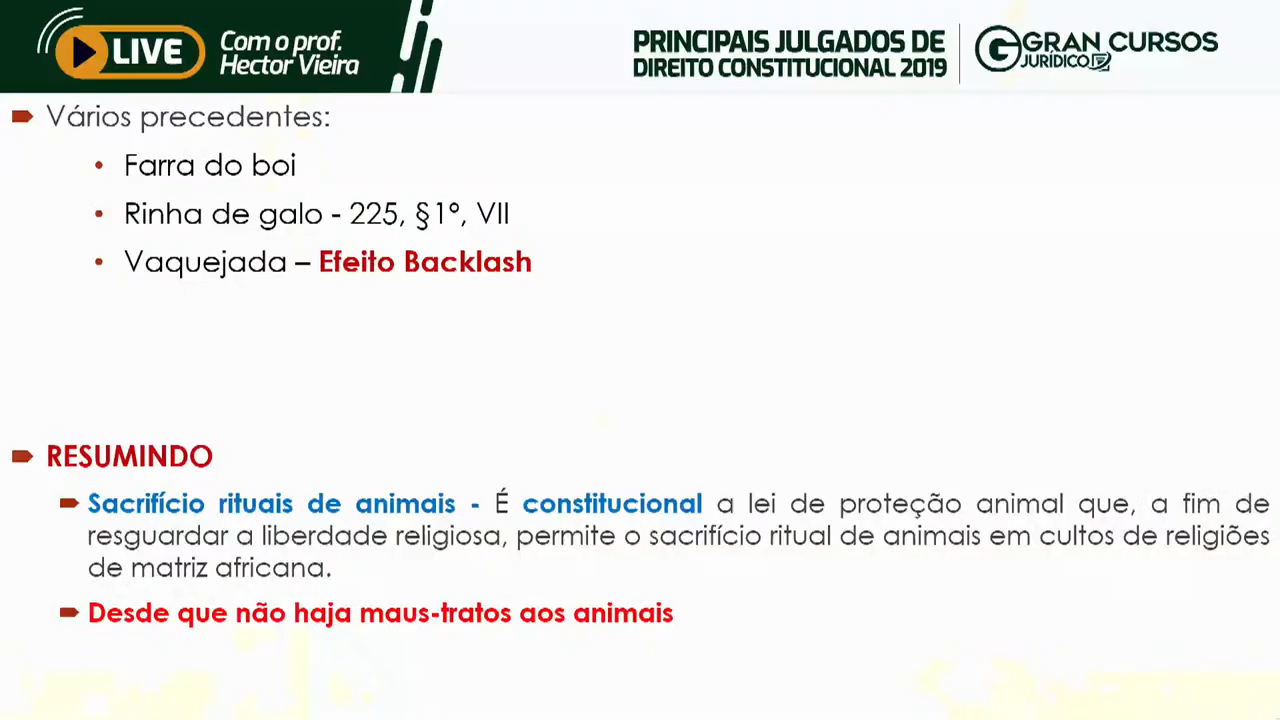 LIVE
Com o prof.
Hector Vieira
PRINCIPAIS JULGADOS DE
DIREITO CONSTITUCIONAL 2019
GRAN CURSOS
JURÍDICO
Vários precedentes:
• Farra do boi
• Rinha de galo - 225, §1º, VII
• Vaquejada – Efeito Backlash
RESUMINDO
Sacrifício rituais de animais - É constitucional a lei de proteção animal que, a fim de
resguardar a liberdade religiosa, permite o sacrifício ritual de animais em cultos de religiões
de matriz africana.
Desde que não haja maus-tratos aos animais